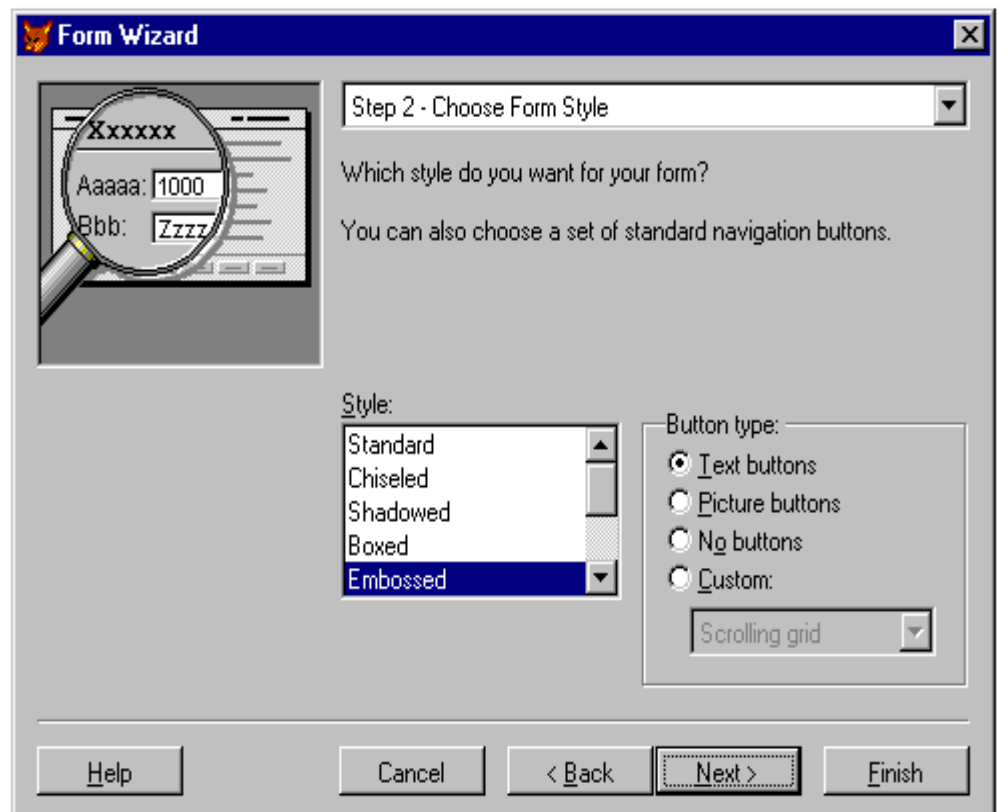 Form Wizard
Step 2 - Choose Form Style
Xxxxxx
Aaaaa: 1000
Bbb: Zzzz
Which style do you want for your form?
You can also choose a set of standard navigation buttons.
Style:
Standard
Chiseled
Shadowed
Boxed
Embossed
Button type:
Text buttons
Picture buttons
No buttons
Custom:
Scrolling grid
Help
Cancel
< Back
Next >
Finish